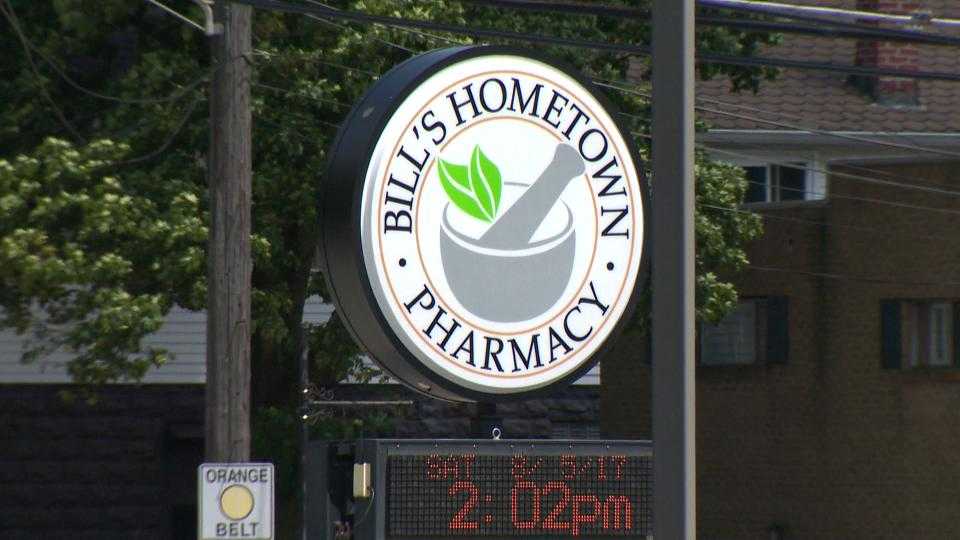 BILL'S HOMETOWN
PHARMACY
SAT 8/ 5/17
2:02pm
ORANGE
BELT